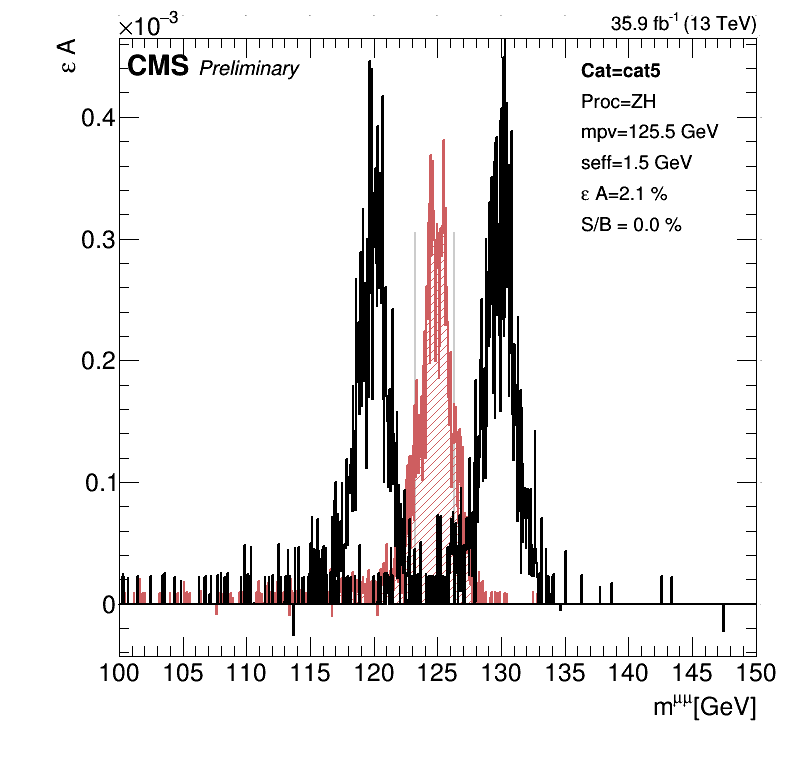 ×10⁻³
35.9 fb⁻¹ (13 TeV)
ε A
CMS Preliminary
Cat=cat5
Proc=ZH
mpv=125.5 GeV
seff=1.5 GeV
ε A=2.1 %
S/B = 0.0 %
0.4
0.3
0.2
0.1
0
100 105 110 115 120 125 130 135 140 145 150
m^μμ[GeV]